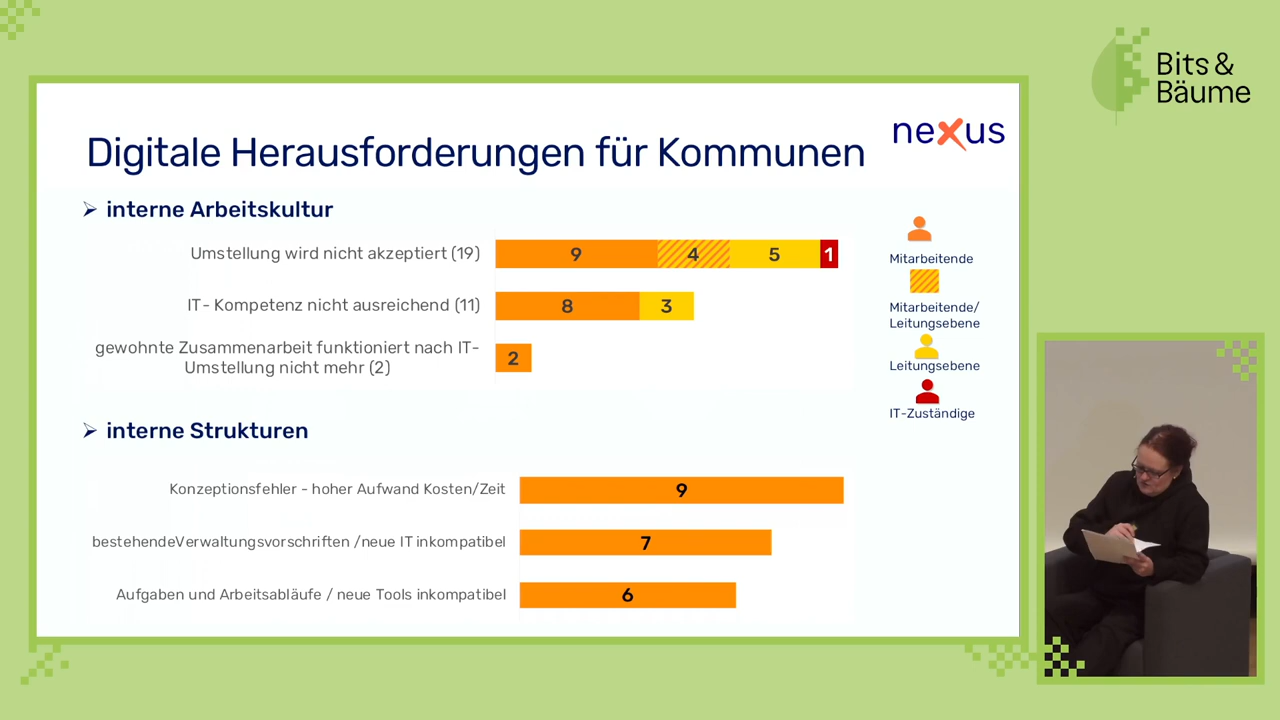 Bits &
Bäume
Digitale Herausforderungen für Kommunen
nexus
➢ interne Arbeitskultur
Umstellung wird nicht akzeptiert (19)
9 4 5 1
IT- Kompetenz nicht ausreichend (11)
8 3
gewohnte Zusammenarbeit funktioniert nach IT-
Umstellung nicht mehr (2)
2
Mitarbeitende
Mitarbeitende/
Leitungsebene
Leitungsebene
IT-Zuständige
➢ interne Strukturen
Konzeptionsfehler - hoher Aufwand Kosten/Zeit
9
bestehendeVerwaltungsvorschriften /neue IT inkompatibel
7
Aufgaben und Arbeitsabläufe / neue Tools inkompatibel
6